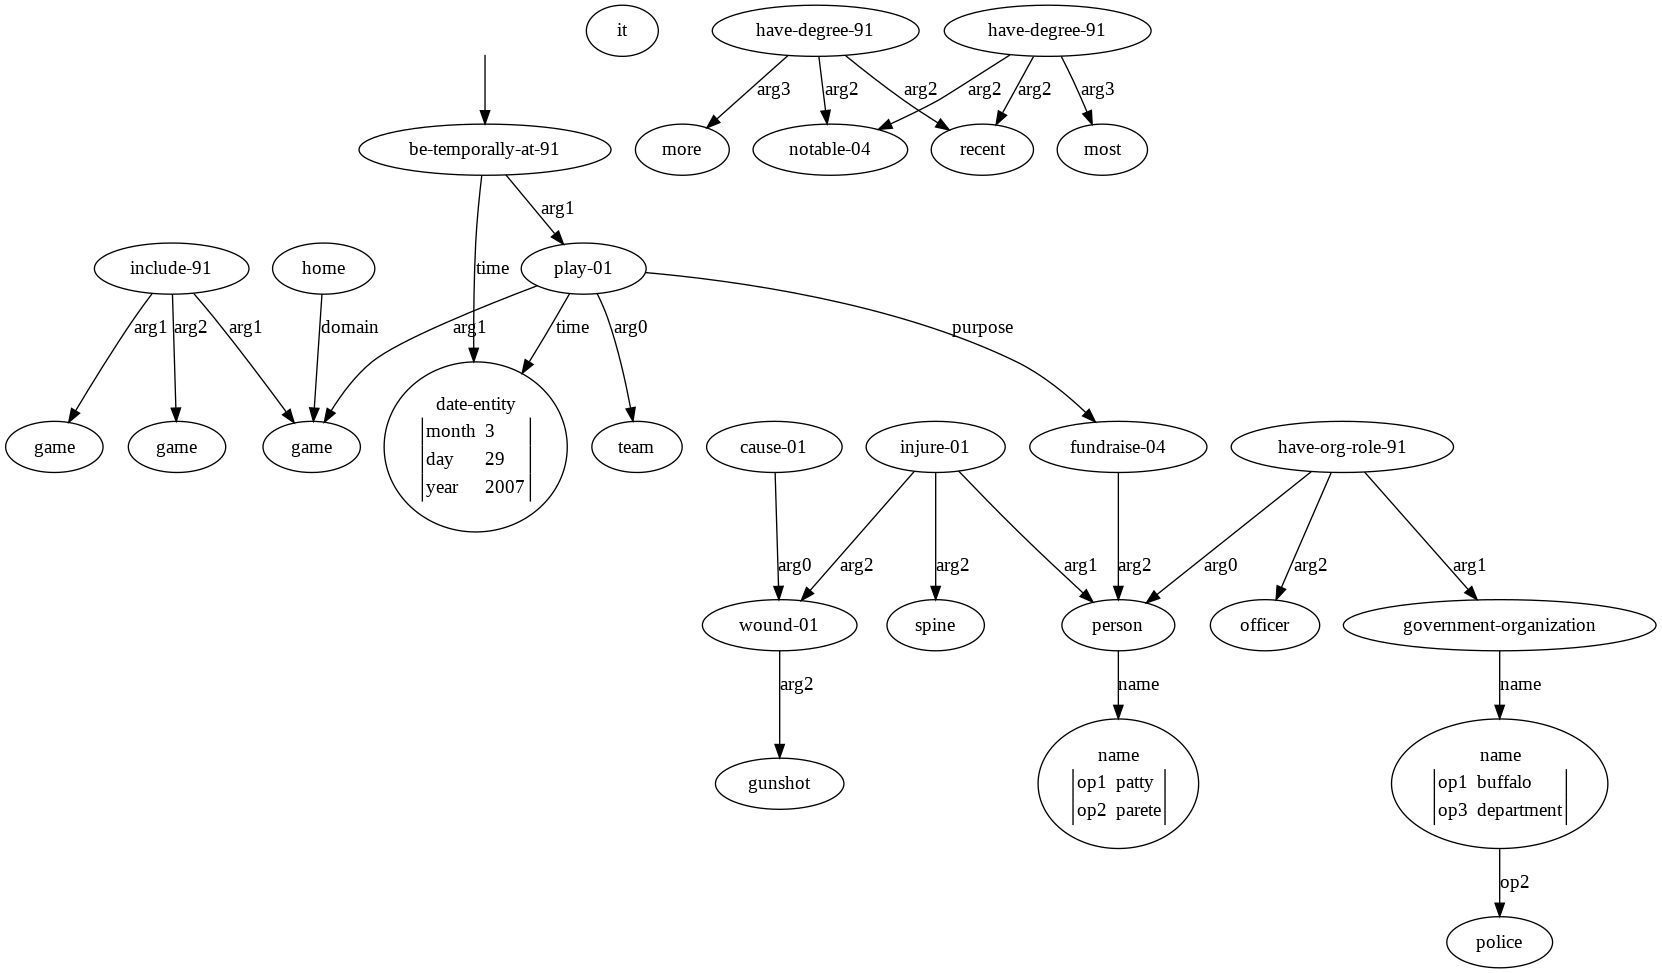 it
have-degree-91
have-degree-91
arg3
arg2
arg2
arg2
arg2
arg3
be-temporally-at-91
more
notable-04
recent
most
arg1
include-91
home
time
play-01
arg1
arg2
arg1
domain
arg1
time
arg0
purpose
game
game
game
date-entity
month 3
day 29
year 2007
team
cause-01
injure-01
fundraise-04
have-org-role-91
arg0
arg2
arg2
arg1
arg2
arg0
arg2
arg1
wound-01
spine
person
officer
government-organization
arg2
name
name
gunshot
name
op1 patty
op2 parete
name
op1 buffalo
op3 department
op2
police